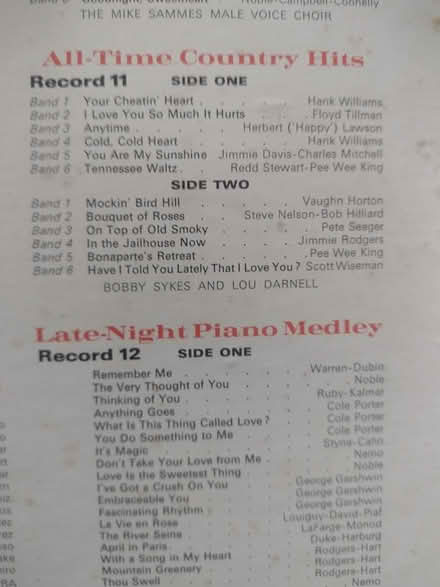 THE MIKE SAMMES MALE VOICE CHOIR
All-Time Country Hits
Record 11 SIDE ONE
Band 1 Your Cheatin' Heart . . . . Hank Williams
Band 2 I Love You So Much It Hurts . . Floyd Tillman
Band 3 Anytime . . . . . Herbert ('Happy') Lawson
Band 4 Cold, Cold Heart . . . . Hank Williams
Band 5 You Are My Sunshine Jimmie Davis-Charles Mitchell
Band 6 Tennessee Waltz . . Redd Stewart-Pee Wee King
SIDE TWO
Band 1 Mockin' Bird Hill . . . . Vaughn Horton
Band 2 Bouquet of Roses . . Steve Nelson-Bob Hilliard
Band 3 On Top of Old Smoky . . . . Pete Seeger
Band 4 In the Jailhouse Now . . . Jimmie Rodgers
Band 5 Bonaparte's Retreat . . . . Pee Wee King
Band 6 Have I Told You Lately That I Love You? Scott Wiseman
BOBBY SYKES AND LOU DARNELL
Late-Night Piano Medley
Record 12 SIDE ONE
Remember Me . . . . . Warren-Dubin
The Very Thought of You . . . . Noble
Thinking of You . . . . Ruby-Kalmar
Anything Goes . . . . Cole Porter
What Is This Thing Called Love? . . Cole Porter
You Do Something to Me . . . Cole Porter
It's Magic . . . . Styne-Cahn
Don't Take Your Love from Me . . . Nemo
Love Is the Sweetest Thing . . . . Noble
I've Got a Crush On You . . George Gershwin
Embraceable You . . . George Gershwin
Fascinating Rhythm . . . George Gershwin
La Vie en Rose . . . Louiguy-David-Piaf
The River Seine . . . LaFarge-Monod
April in Paris . . . . Duke-Harburg
With a Song in My Heart . . Rodgers-Hart
Mountain Greenery . . . Rodgers-Hart
Thou Swell . . . . Rodgers-Hart
Nemo